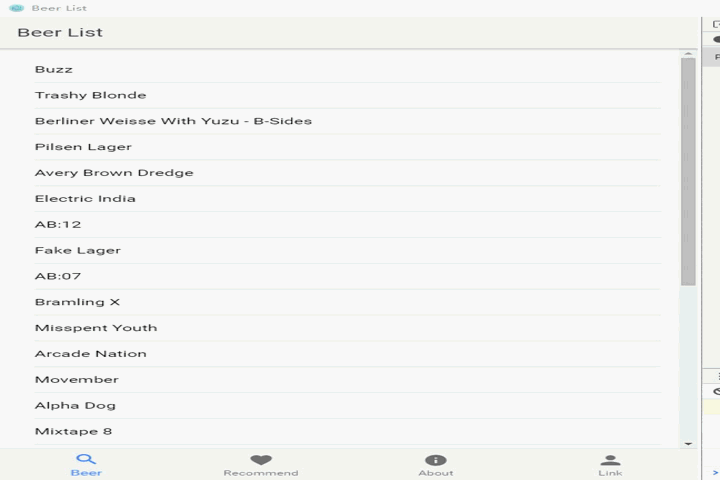 Beer List
Beer List
Buzz
Trashy Blonde
Berliner Weisse With Yuzu - B-Sides
Pilsen Lager
Avery Brown Dredge
Electric India
AB:12
Fake Lager
AB:07
Bramling X
Misspent Youth
Arcade Nation
Movember
Alpha Dog
Mixtape 8
Beer
Recommend
About
Link